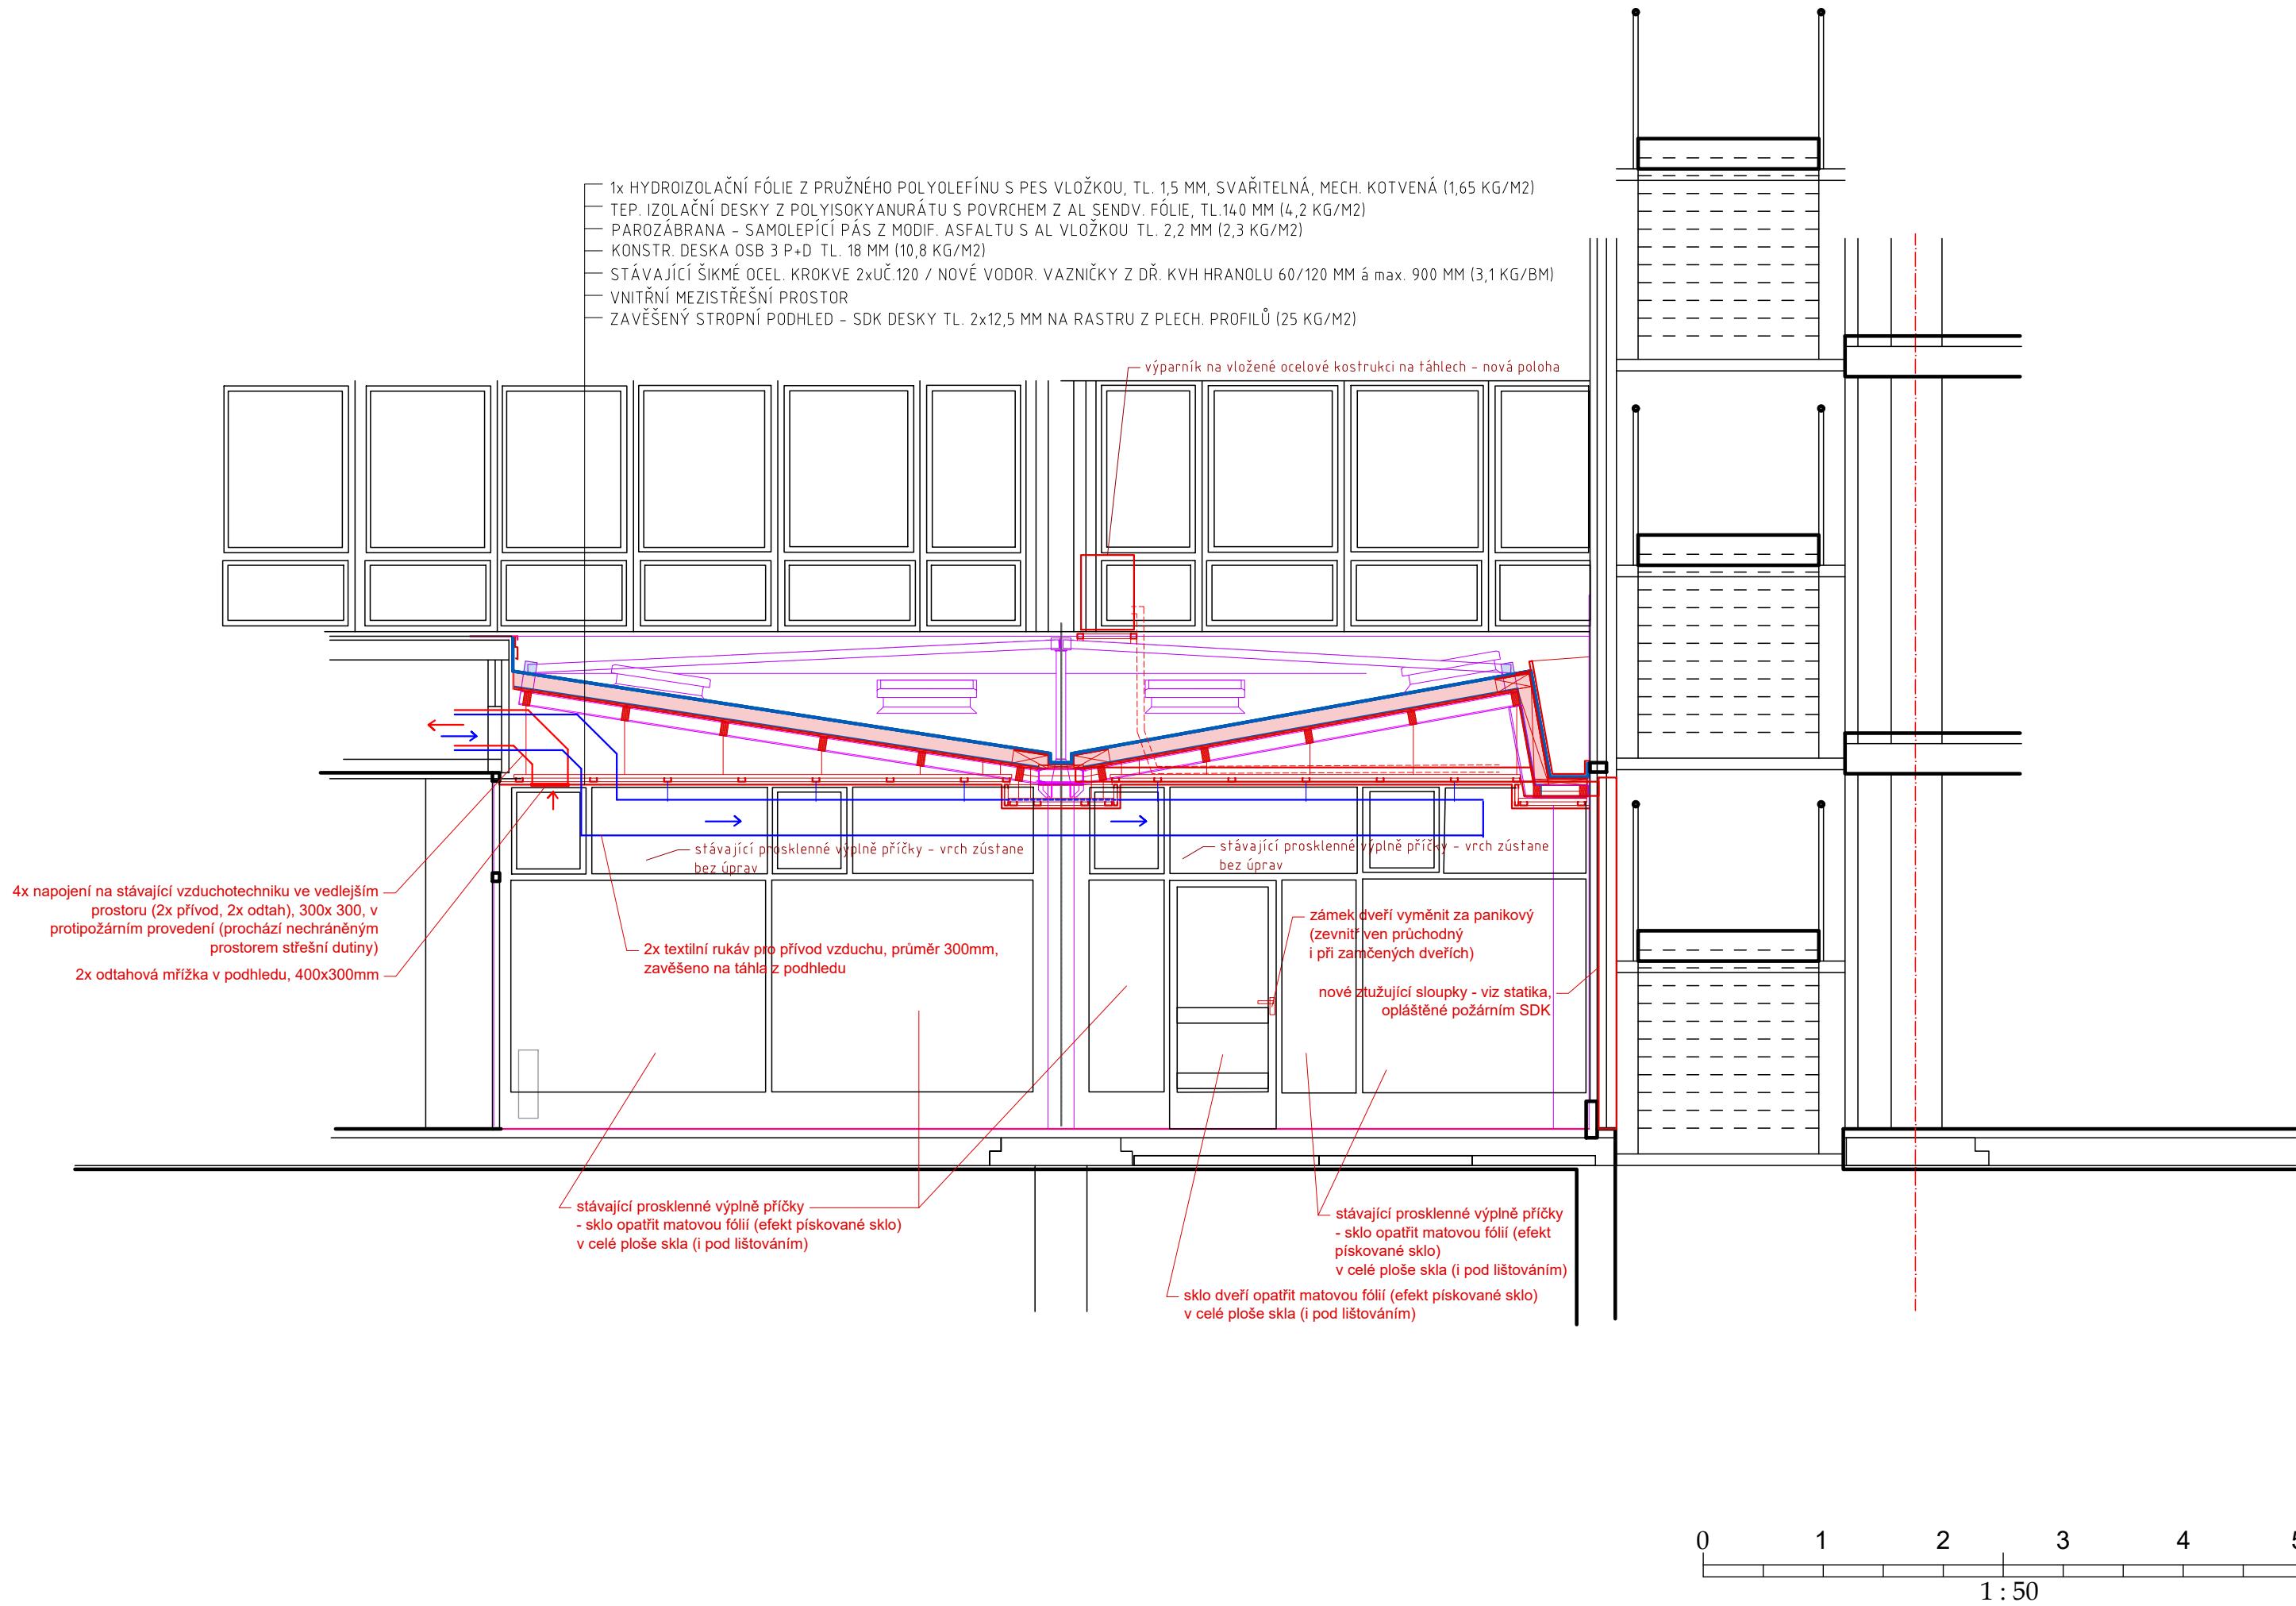 1x HYDROIZOLAČNÍ FÓLIE Z PRUŽNÉHO POLYOLEFÍNU S PES VLOŽKOU, TL. 1,5 MM, SVAŘITELNÁ, MECH. KOTVENÁ (1,65 KG/M2)
TEP. IZOLAČNÍ DESKY Z POLYISOKYANURÁTU S POVRCHEM Z AL SENDV. FÓLIE, TL.140 MM (4,2 KG/M2)
PAROZÁBRANA - SAMOLEPÍCÍ PÁS Z MODIF. ASFALTU S AL VLOŽKOU TL. 2,2 MM (2,3 KG/M2)
KONSTR. DESKA OSB 3 P+D TL. 18 MM (10,8 KG/M2)
STÁVAJÍCÍ ŠIKMÉ OCEL. KROKVE 2xUČ.120 / NOVÉ VODOR. VAZNIČKY Z DŘ. KVH HRANOLU 60/120 MM á max. 900 MM (3,1 KG/BM)
VNITŘNÍ MEZISTŘEŠNÍ PROSTOR
ZAVĚŠENÝ STROPNÍ PODHLED - SDK DESKY TL. 2x12,5 MM NA RASTRU Z PLECH. PROFILŮ (25 KG/M2)
výparník na vložené ocelové kostrukci na táhlech - nová poloha
stávající prosklenné výplně příčky - vrch zústane
bez úprav
stávající prosklenné výplně příčky - vrch zústane
bez úprav
4x napojení na stávající vzduchotechniku ve vedlejším
prostoru (2x přívod, 2x odtah), 300x 300, v
protipožárním provedení (prochází nechráněným
prostorem střešní dutiny)
2x odtahová mřížka v podhledu, 400x300mm
2x textilní rukáv pro přívod vzduchu, průměr 300mm,
zavěšeno na táhla z podhledu
zámek dveří vyměnit za panikový
(zevnitř ven průchodný
i při zamčených dveřích)
nové ztužující sloupky - viz statika,
opláštěné požárním SDK
stávající prosklenné výplně příčky
- sklo opatřit matovou fólií (efekt pískované sklo)
v celé ploše skla (i pod lištováním)
stávající prosklenné výplně příčky
- sklo opatřit matovou fólií (efekt
pískované sklo)
v celé ploše skla (i pod lištováním)
sklo dveří opatřit matovou fólií (efekt pískované sklo)
v celé ploše skla (i pod lištováním)
0 1 2 3 4 5
1 : 50